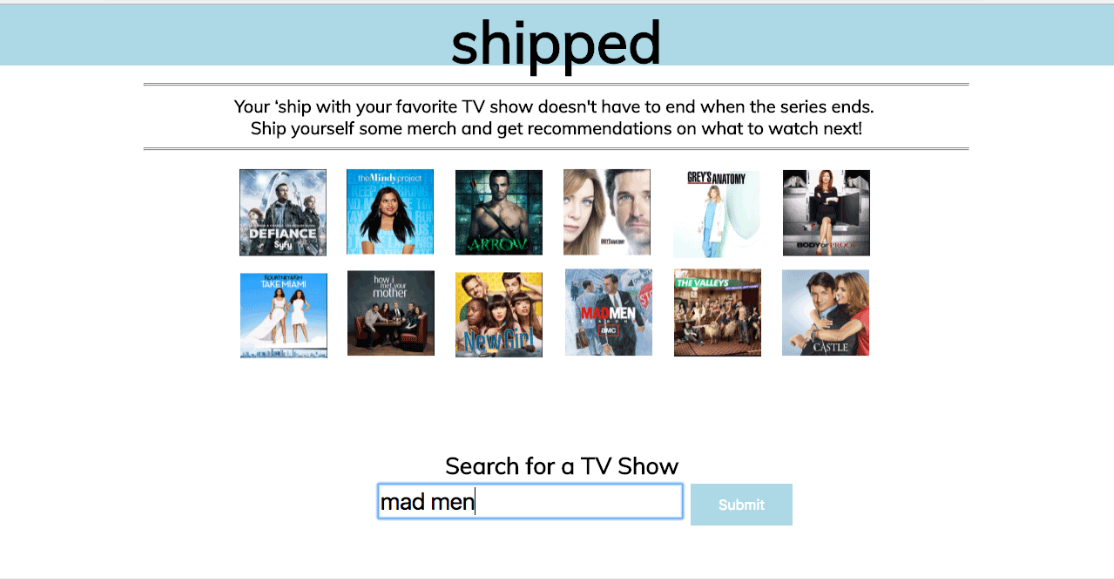 shipped
Your ‘ship with your favorite TV show doesn't have to end when the series ends.
Ship yourself some merch and get recommendations on what to watch next!
DEFIANCE
Syfy
the Mindy project
ARROW
GREY'S ANATOMY
BODY OF PROOF
TAKE MIAMI
how i
met your
mother
New Girl
MAD MEN
AMC
THE VALLEYS
CASTLE
Search for a TV Show
mad men
Submit